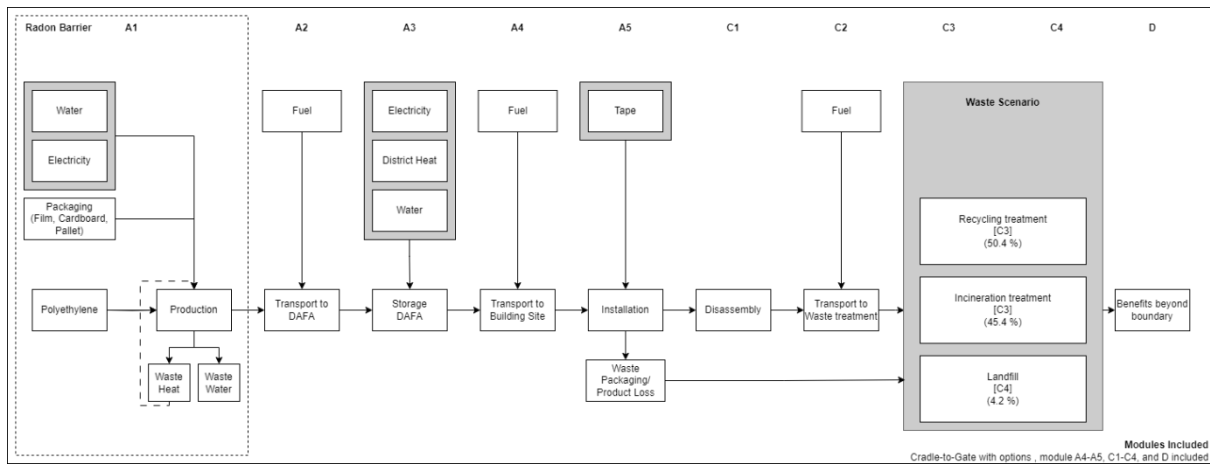 Radon Barrier
A1
A2
A3
A4
A5
C1
C2
C3
C4
D
Water
Electricity
Packaging
(Film, Cardboard,
Pallet)
Polyethylene
Production
Waste
Heat
Waste
Water
Fuel
Transport to
DAFA
Electricity
District Heat
Water
Storage
DAFA
Fuel
Transport to
Building Site
Tape
Installation
Waste
Packaging/
Product Loss
Disassembly
Fuel
Transport to
Waste treatment
Waste Scenario
Recycling treatment
[C3]
(50.4 %)
Incineration treatment
[C3]
(45.4 %)
Landfill
[C4]
(4.2 %)
Benefits beyond
boundary
Modules Included
Cradle-to-Gate with options , module A4-A5, C1-C4, and D included